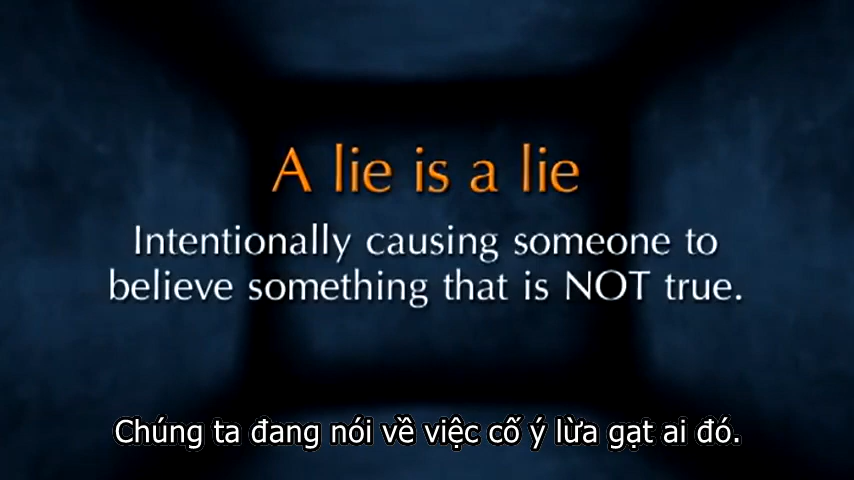 A lie is a lie
Intentionally causing someone to
believe something that is NOT true.
Chúng ta đang nói về việc cố ý lừa gạt ai đó.